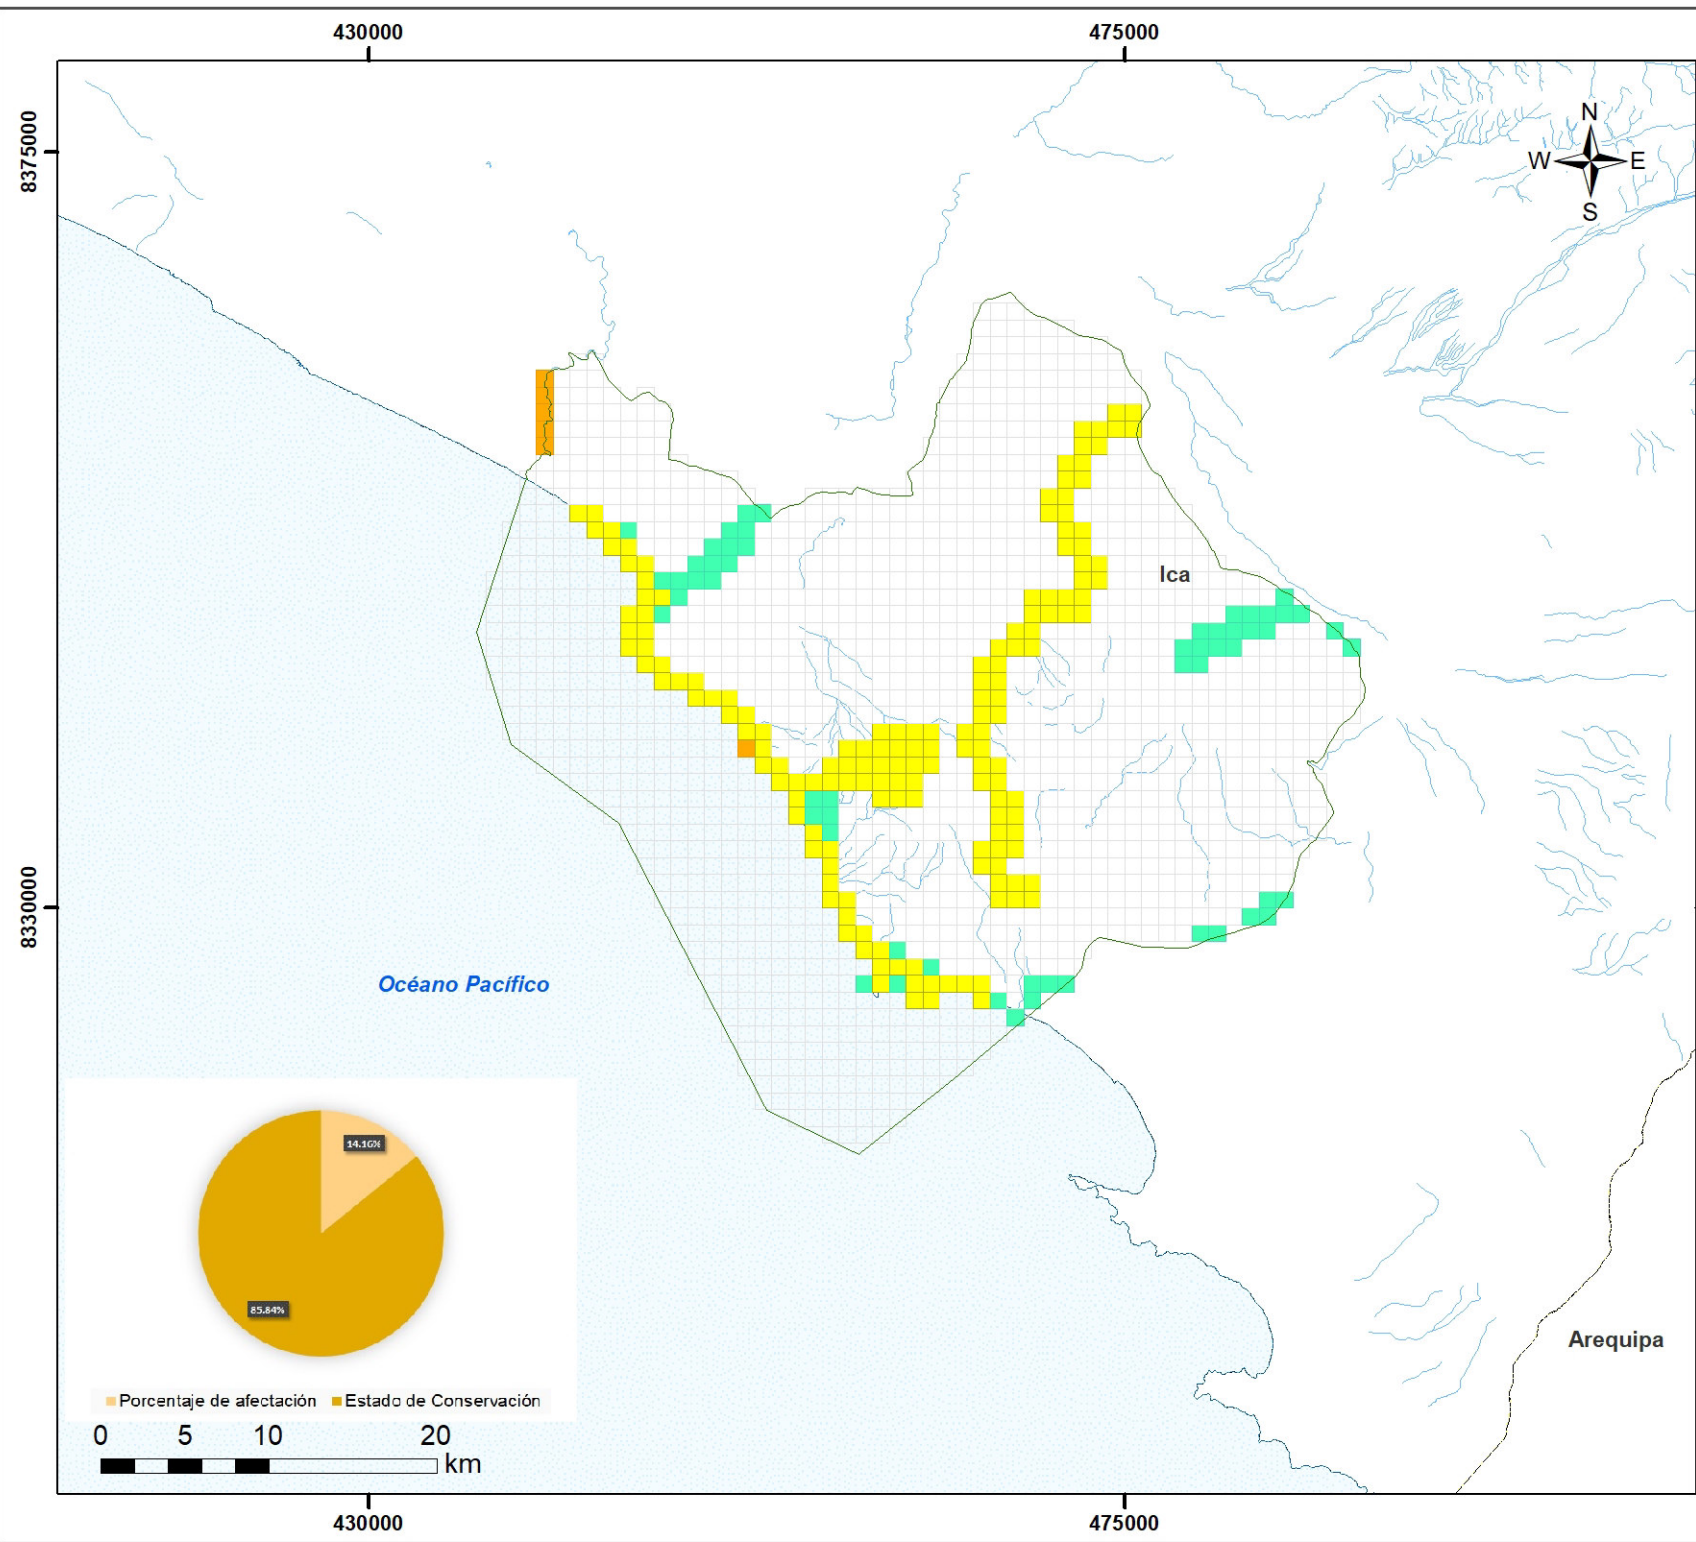 430000 475000
8375000
N
W E
S
Ica
8330000
Océano Pacífico
14.16%
85.84%
Porcentaje de afectación Estado de Conservación
0 5 10 20
km
Arequipa
430000 475000